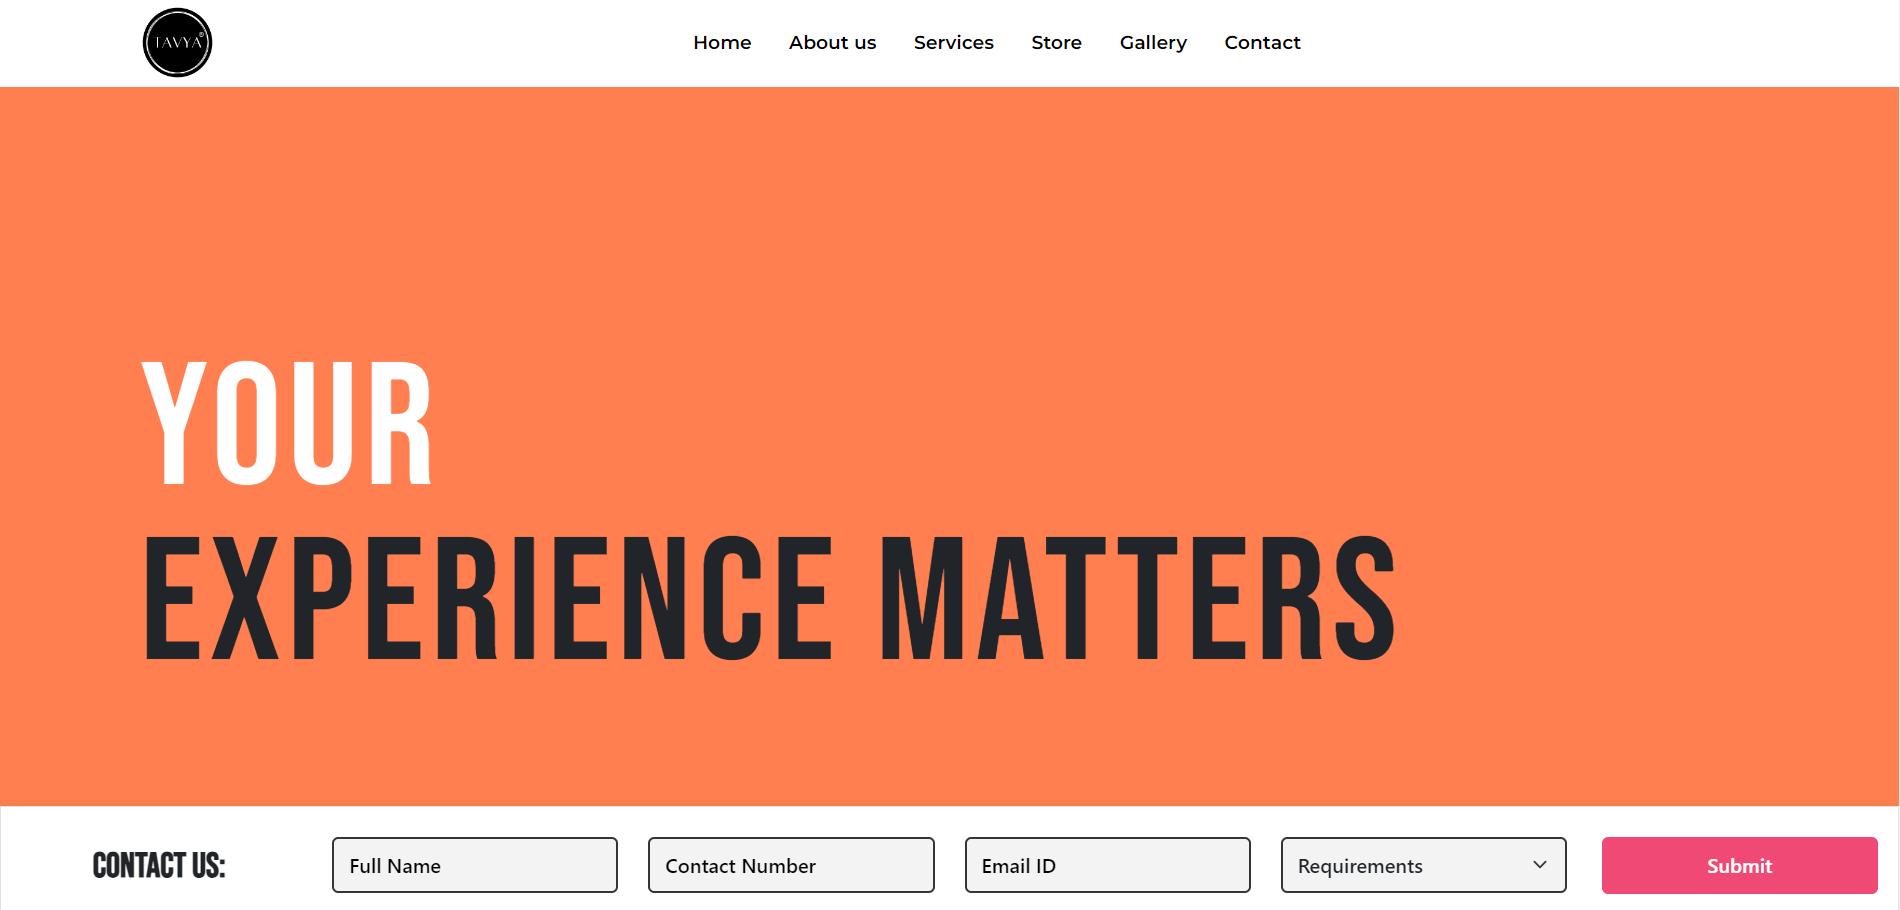 TAVYA®
Home About us Services Store Gallery Contact
YOUR
EXPERIENCE MATTERS
CONTACT US: Full Name Contact Number Email ID Requirements Submit